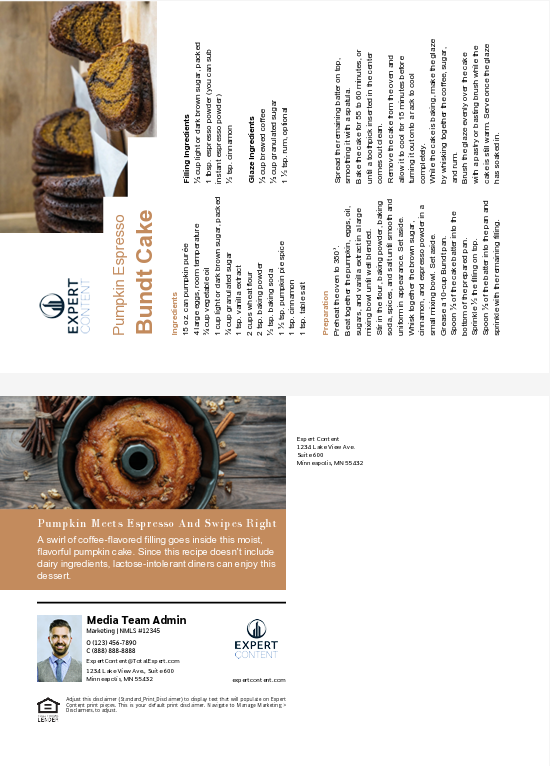 EXPERT
CONTENT
Pumpkin Espresso
Bundt Cake
Ingredients
15 oz. can pumpkin purée
4 large eggs, room temperature
¾ cup vegetable oil
1 cup light or dark brown sugar, packed
¾ cup granulated sugar
1 tsp. vanilla extract
2 cups wheat flour
2 tsp. baking powder
½ tsp. baking soda
1 ½ tsp. pumpkin pie spice
1 tsp. cinnamon
1 tsp. table salt
Filling Ingredients
¾ cup light or dark brown sugar, packed
1 tbsp. espresso powder (you can sub
instant espresso powder)
½ tsp. cinnamon
Glaze Ingredients
¼ cup brewed coffee
¼ cup granulated sugar
1 ½ tsp. rum, optional
Preparation
Preheat the oven to 350°.
Beat together the pumpkin, eggs, oil,
sugars, and vanilla extract in a large
mixing bowl until well blended.
Stir in the flour, baking powder, baking
soda, spices, and salt until smooth and
uniform in appearance. Set aside.
Whisk together the brown sugar,
cinnamon, and espresso powder in a
small mixing bowl. Set aside.
Grease a 10-cup Bundt pan.
Spoon ⅓ of the cake batter into the
bottom of the prepared pan.
Sprinkle ½ the filling on top.
Spoon ⅓ of the batter into the pan and
sprinkle with the remaining filling.
Spread the remaining batter on top,
smoothing it with a spatula.
Bake the cake for 55 to 60 minutes, or
until a toothpick inserted in the center
comes out clean.
Remove the cake from the oven and
allow it to cool for 15 minutes before
turning it out onto a rack to cool
completely.
While the cake is baking, make the glaze
by whisking together the coffee, sugar,
and rum.
Brush the glaze every over the cake
with a pastry or basting brush while the
cake is still warm. Serve once the glaze
has soaked in.
Expert Content
1234 Lake View Ave.
Suite 600
Minneapolis, MN 55432
Pumpkin Meets Espresso And Swipes Right
A swirl of coffee-flavored filling goes inside this moist,
flavorful pumpkin cake. Since this recipe doesn't include
dairy ingredients, lactose-intolerant diners can enjoy this
dessert.
Media Team Admin
Marketing | NMLS #12345
O (123) 456-7890
C (888) 888-8888
ExpertContent@TotalExpert.com
1234 Lake View Ave., Suite 600
Minneapolis, MN 55432
EXPERT
CONTENT
expertcontent.com
Adjust this disclaimer (Standard_Print_Disclaimer) to display text that will populate on Expert
Content print pieces. This is your default print disclaimer. Navigate to Manage Marketing >
Disclaimers, to adjust.
LENDER